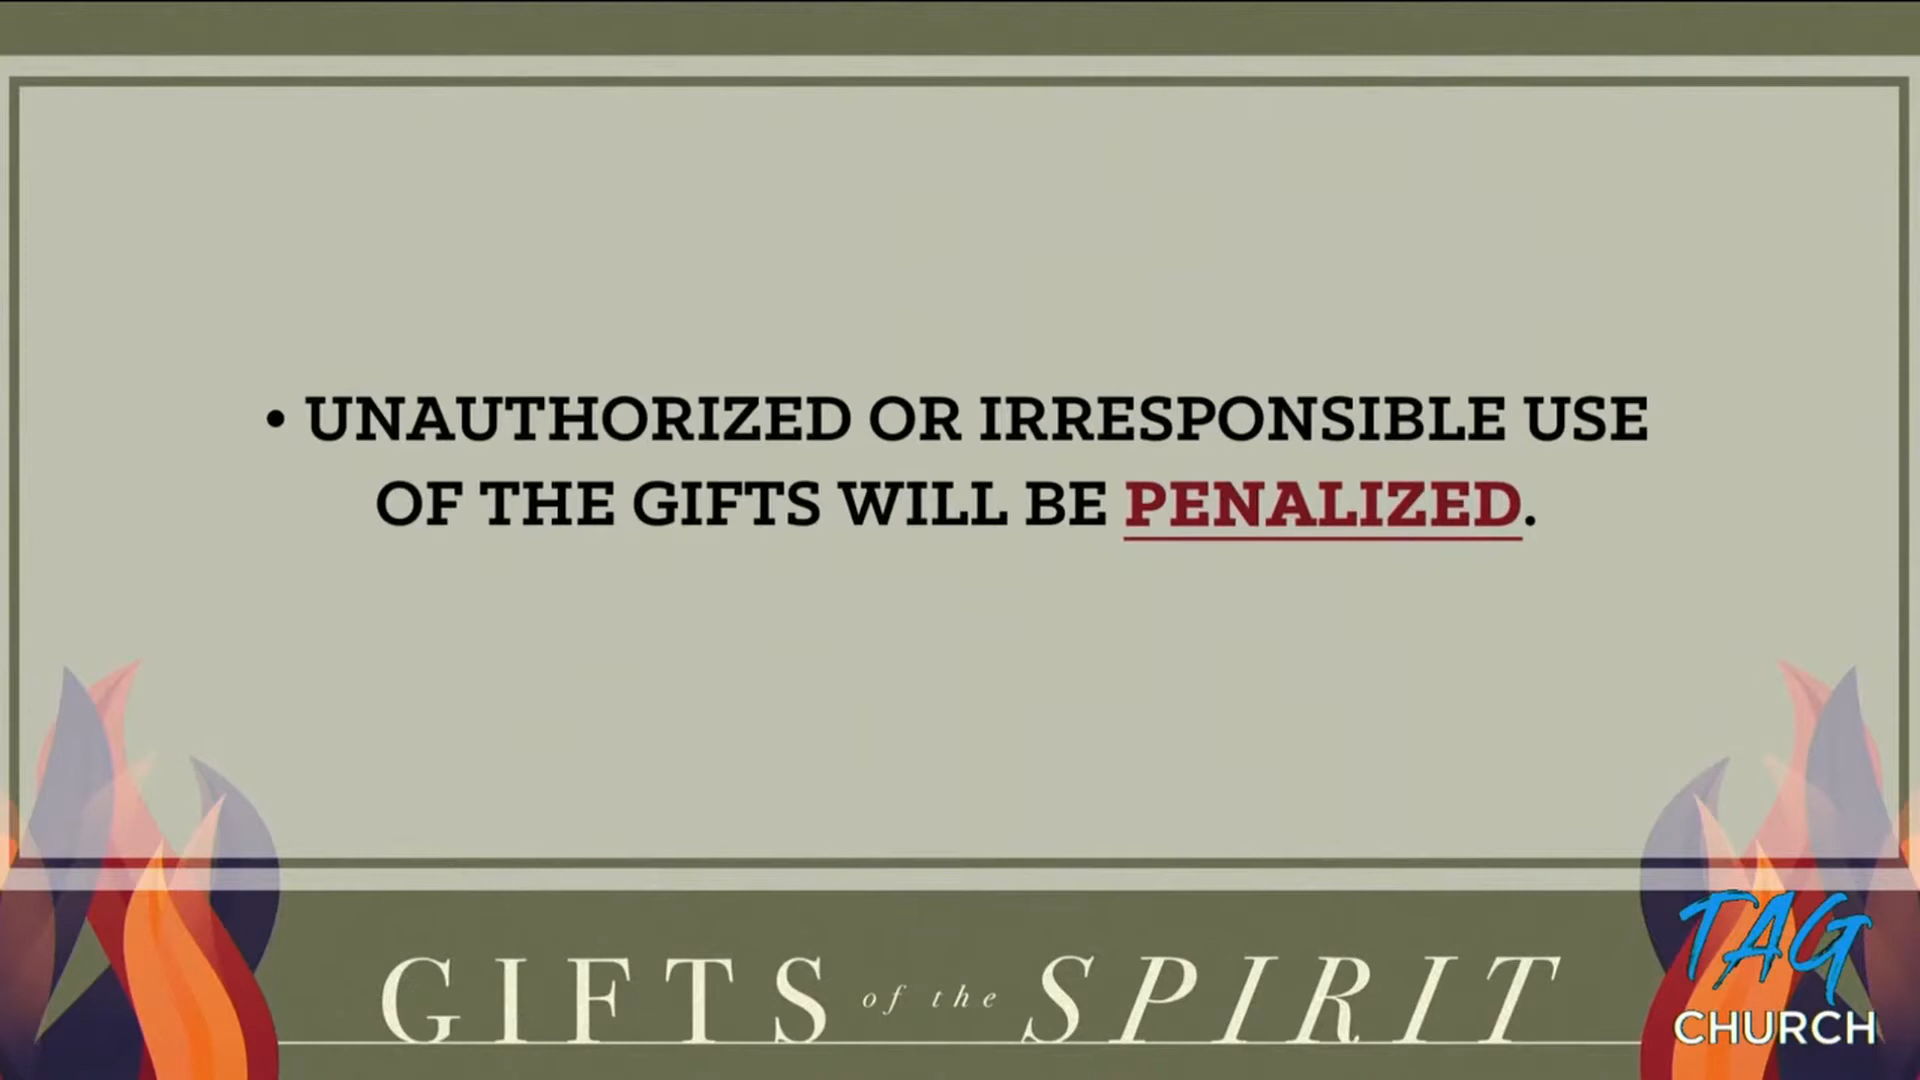 • UNAUTHORIZED OR IRRESPONSIBLE USE
OF THE GIFTS WILL BE PENALIZED.
GIFTS of the SPIRIT
TAG
CHURCH